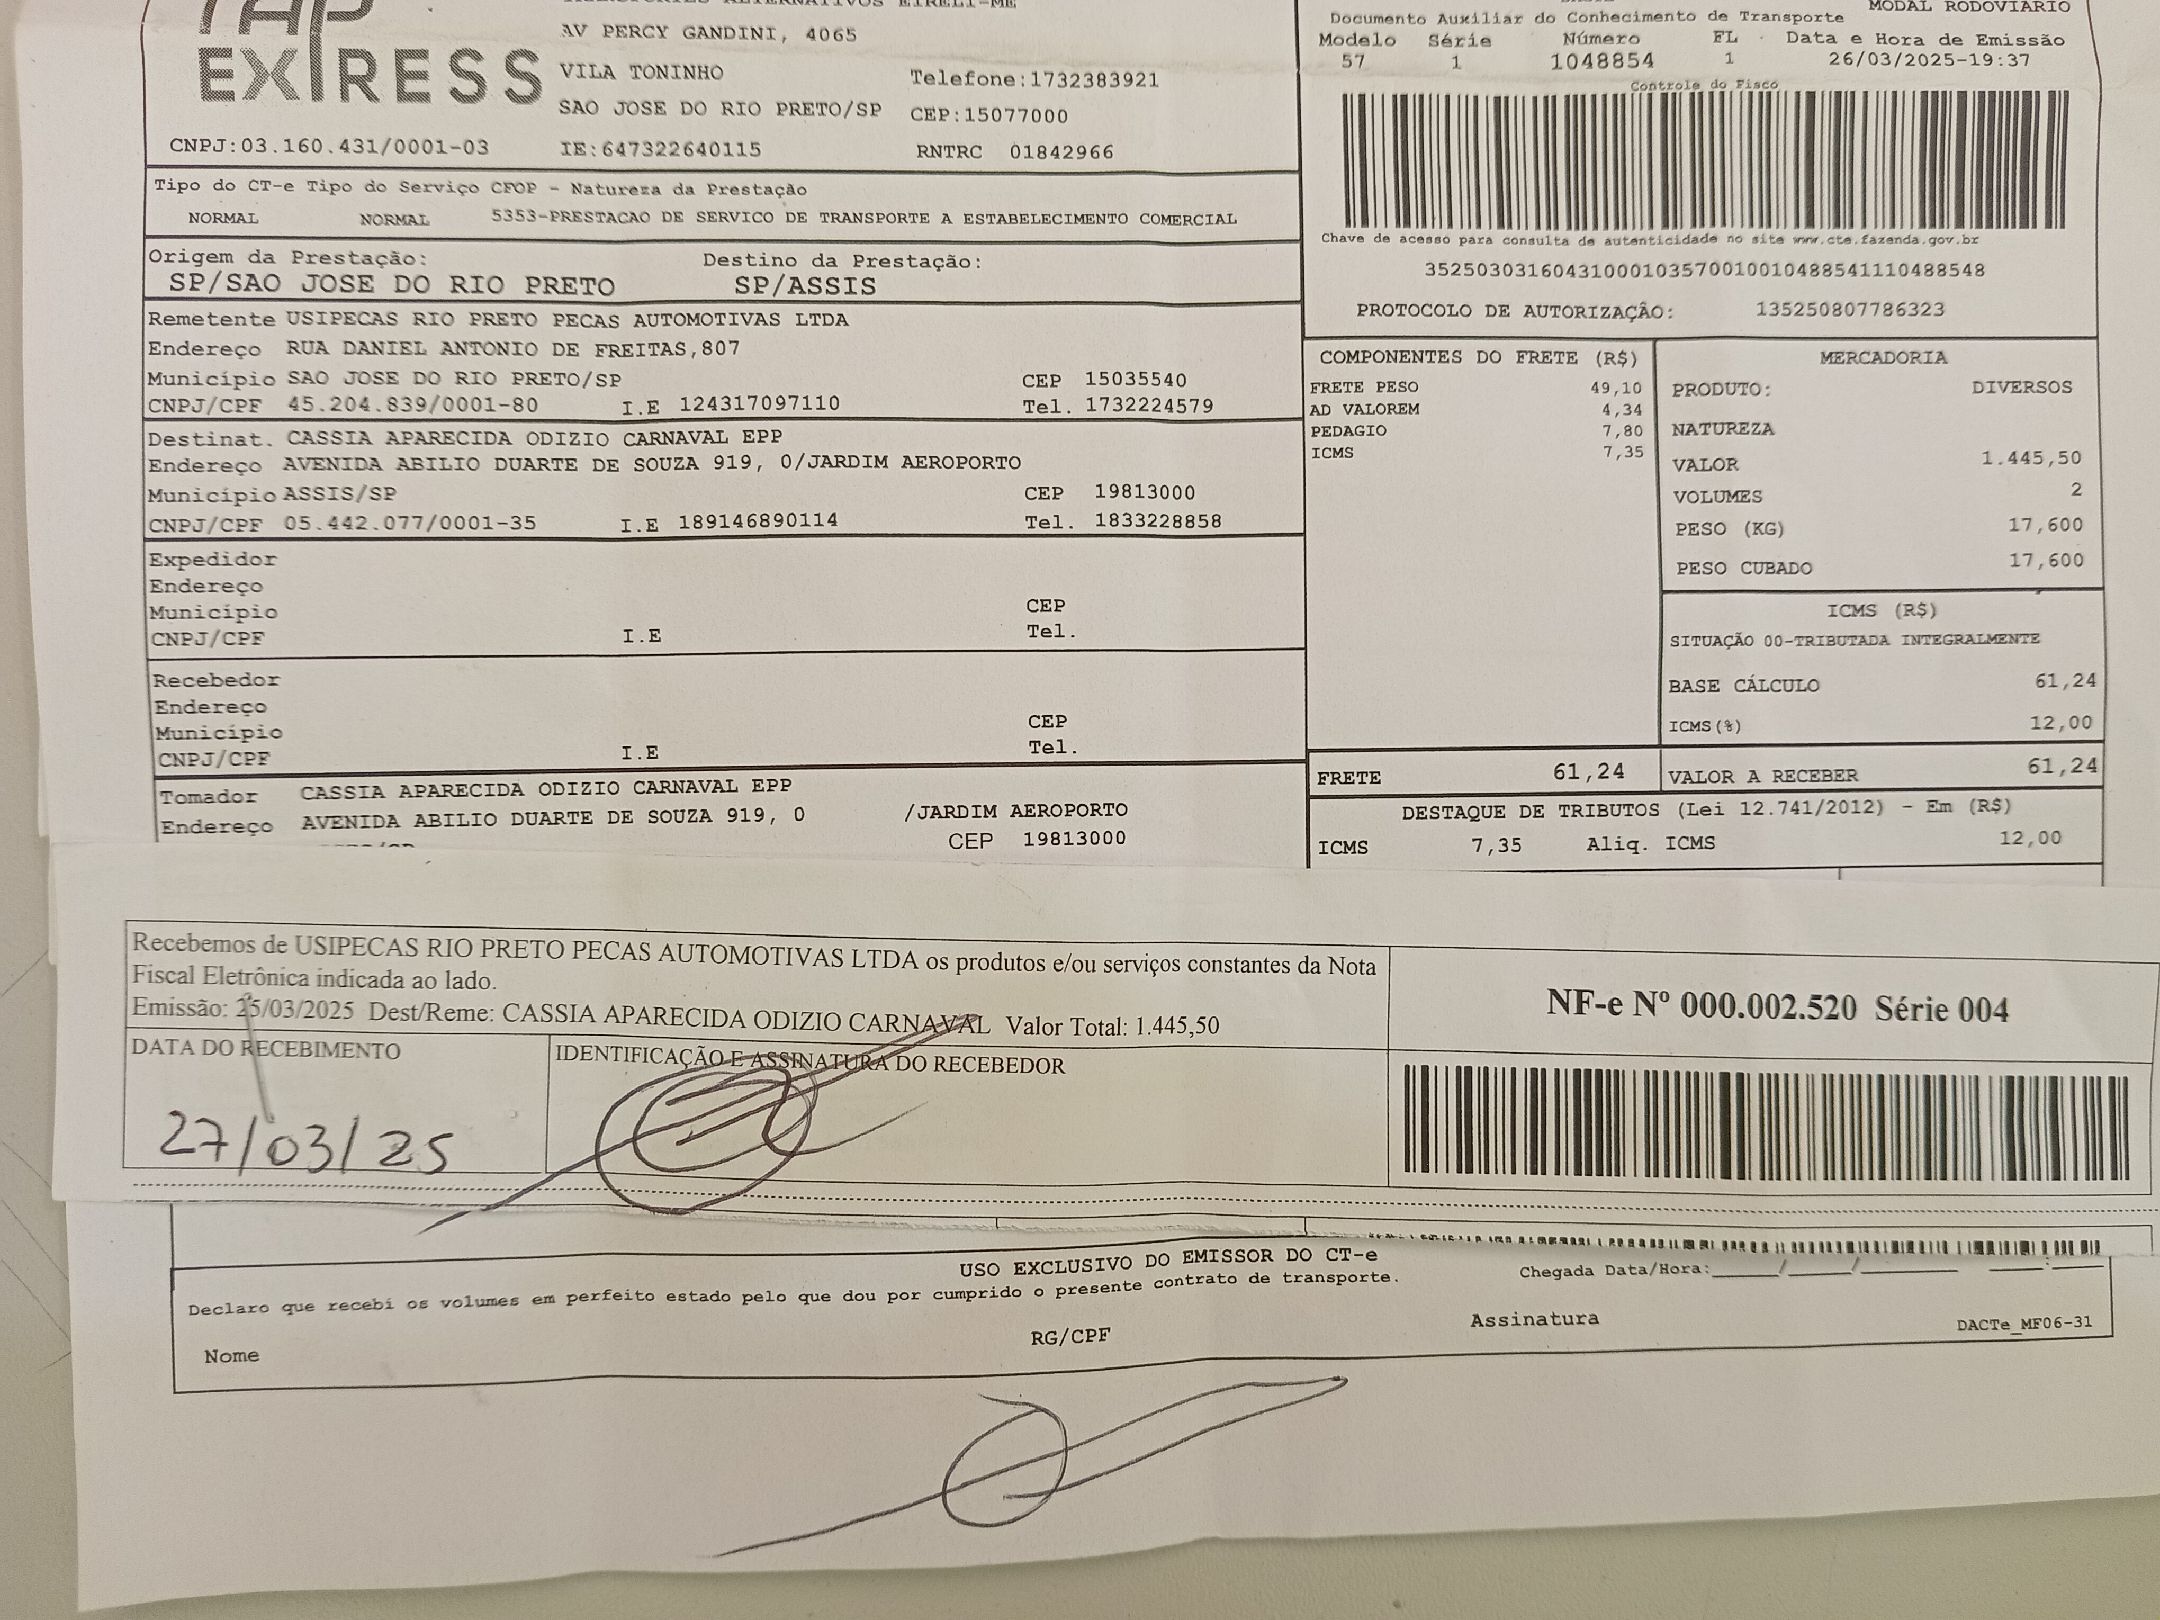 EXPRESS
AV PERCY GANDINI, 4065
VILA TONINHO
Telefone:1732383921
SAO JOSE DO RIO PRETO/SP CEP:15077000
CNPJ:03.160.431/0001-03 IE:647322640115 RNTRC 01842966
MODAL RODOVIARIO
Documento Auxiliar do Conhecimento de Transporte
Modelo Série Número FL Data e Hora de Emissão
57 1 1048854 1 26/03/2025-19:37
Controle do Fisco
Chave de acesso para consulta de autenticidade no site www.cte.fazenda.gov.br
35250303160431000103570010010488541110488548
PROTOCOLO DE AUTORIZAÇÃO: 135250807786323
Tipo do CT-e Tipo do Serviço CFOP - Natureza da Prestação
NORMAL NORMAL 5353-PRESTACAO DE SERVICO DE TRANSPORTE A ESTABELECIMENTO COMERCIAL
Origem da Prestação: Destino da Prestação:
SP/SAO JOSE DO RIO PRETO SP/ASSIS
Remetente USIPECAS RIO PRETO PECAS AUTOMOTIVAS LTDA
Endereço RUA DANIEL ANTONIO DE FREITAS,807
Município SAO JOSE DO RIO PRETO/SP CEP 15035540
CNPJ/CPF 45.204.839/0001-80 I.E 124317097110 Tel. 1732224579
Destinat. CASSIA APARECIDA ODIZIO CARNAVAL EPP
Endereço AVENIDA ABILIO DUARTE DE SOUZA 919, 0/JARDIM AEROPORTO
Município ASSIS/SP CEP 19813000
CNPJ/CPF 05.442.077/0001-35 I.E 189146890114 Tel. 1833228858
Expedidor
Endereço
Município CEP
CNPJ/CPF I.E Tel.
Recebedor
Endereço
Município CEP
CNPJ/CPF I.E Tel.
Tomador CASSIA APARECIDA ODIZIO CARNAVAL EPP
Endereço AVENIDA ABILIO DUARTE DE SOUZA 919, 0 /JARDIM AEROPORTO
CEP 19813000
COMPONENTES DO FRETE (R$)
FRETE PESO 49,10
AD VALOREM 4,34
PEDAGIO 7,80
ICMS 7,35
MERCADORIA
PRODUTO: DIVERSOS
NATUREZA
VALOR 1.445,50
VOLUMES 2
PESO (KG) 17,600
PESO CUBADO 17,600
ICMS (R$)
SITUAÇÃO 00-TRIBUTADA INTEGRALMENTE
BASE CÁLCULO 61,24
ICMS(%) 12,00
FRETE 61,24 VALOR A RECEBER 61,24
DESTAQUE DE TRIBUTOS (Lei 12.741/2012) - Em (R$)
ICMS 7,35 Aliq. ICMS 12,00
Recebemos de USIPECAS RIO PRETO PECAS AUTOMOTIVAS LTDA os produtos e/ou serviços constantes da Nota
Fiscal Eletrônica indicada ao lado.
Emissão: 25/03/2025 Dest/Reme: CASSIA APARECIDA ODIZIO CARNAVAL Valor Total: 1.445,50
NF-e Nº 000.002.520 Série 004
DATA DO RECEBIMENTO IDENTIFICAÇÃO E ASSINATURA DO RECEBEDOR
27/03/25
USO EXCLUSIVO DO EMISSOR DO CT-e
Declaro que recebi os volumes em perfeito estado pelo que dou por cumprido o presente contrato de transporte.
Chegada Data/Hora:____/____/____ __:__
Nome RG/CPF Assinatura
DACTe_MF06-31